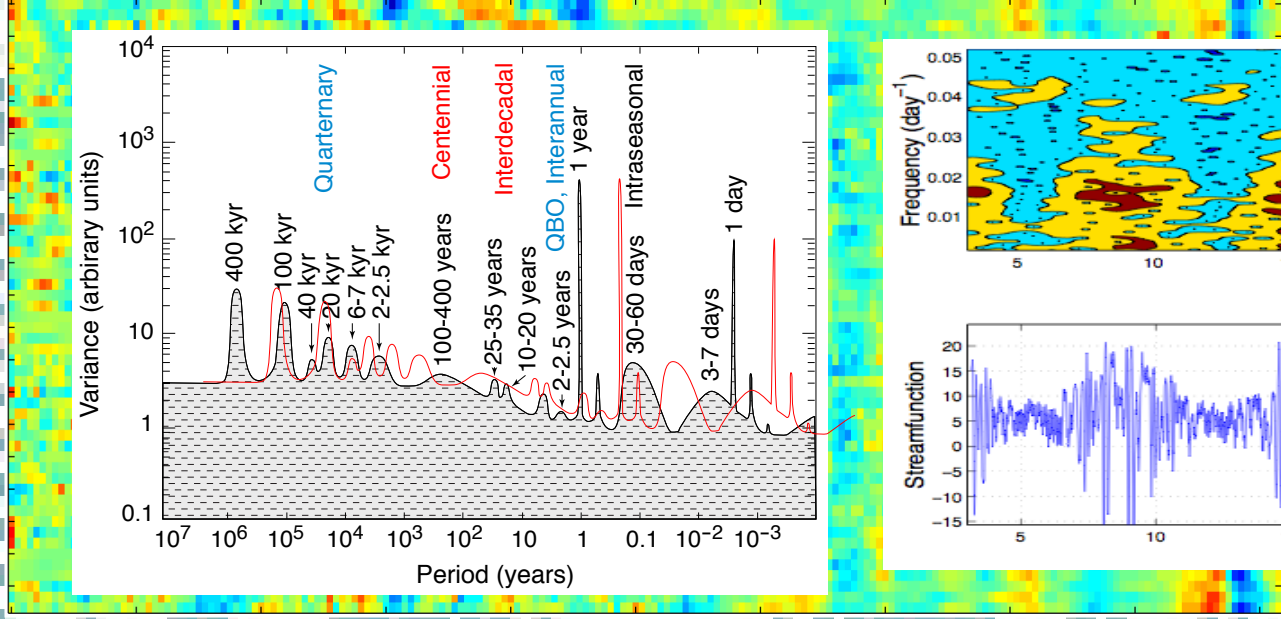 10⁴
10³
10²
10
1
0.1
Variance (arbitrary units)
Quarternary
Centennial
Interdecadal
QBO, Interannual
Intraseasonal
400 kyr
100 kyr
40 kyr
20 kyr
6-7 kyr
2-2.5 kyr
100-400 years
25-35 years
10-20 years
2-2.5 years
1 year
30-60 days
3-7 days
1 day
10⁷ 10⁶ 10⁵ 10⁴ 10³ 10² 10 1 0.1 10⁻² 10⁻³
Period (years)
Frequency (day⁻¹)
0.05
0.04
0.03
0.02
0.01
5 10
Streamfunction
20
15
10
5
0
−5
−10
−15
5 10